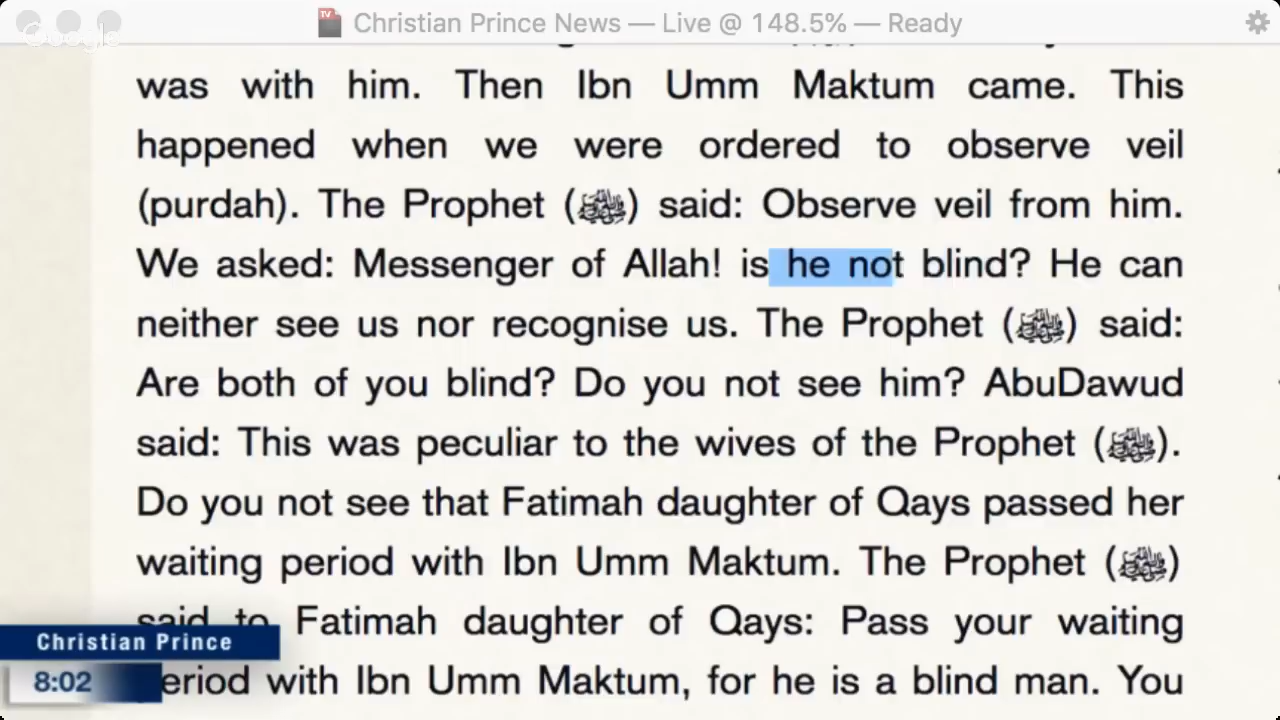 Christian Prince News — Live @ 148.5% — Ready
Google
was with him. Then Ibn Umm Maktum came. This
happened when we were ordered to observe veil
(purdah). The Prophet (ﷺ) said: Observe veil from him.
We asked: Messenger of Allah! is he not blind? He can
neither see us nor recognise us. The Prophet (ﷺ) said:
Are both of you blind? Do you not see him? AbuDawud
said: This was peculiar to the wives of the Prophet (ﷺ).
Do you not see that Fatimah daughter of Qays passed her
waiting period with Ibn Umm Maktum. The Prophet (ﷺ)
said to Fatimah daughter of Qays: Pass your waiting
period with Ibn Umm Maktum, for he is a blind man. You
Christian Prince
8:02